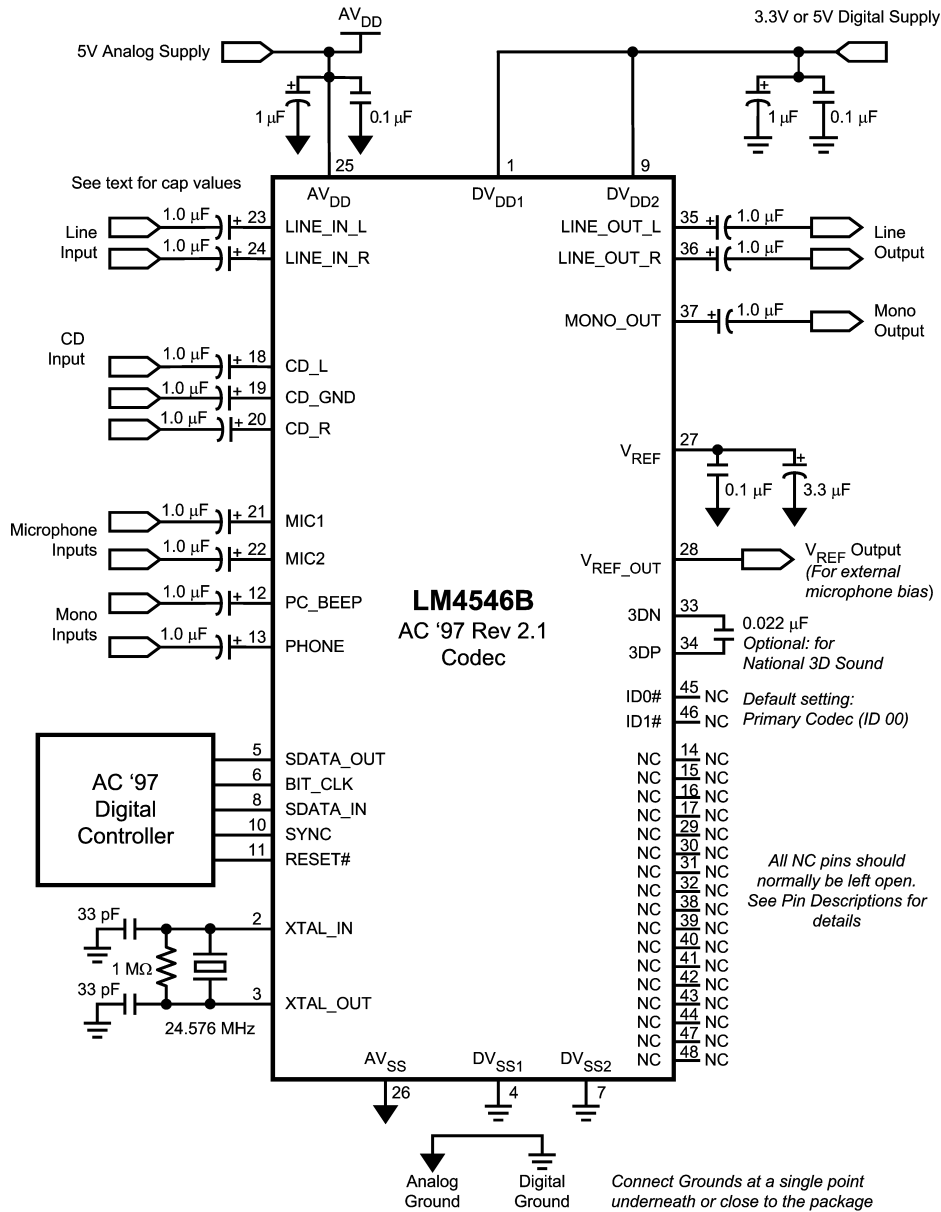 AVDD
3.3V or 5V Digital Supply
5V Analog Supply
+
1 µF
0.1 µF
+
1 µF
0.1 µF
25
1
9
See text for cap values
AVDD
DVDD1
DVDD2
Line
Input
1.0 µF
+
23
LINE_IN_L
1.0 µF
+
24
LINE_IN_R
LINE_OUT_L
35
+
1.0 µF
LINE_OUT_R
36
+
1.0 µF
Line
Output
MONO_OUT
37
+
1.0 µF
Mono
Output
CD
Input
1.0 µF
+
18
CD_L
1.0 µF
+
19
CD_GND
1.0 µF
+
20
CD_R
VREF
27
+
0.1 µF
3.3 µF
Microphone
Inputs
1.0 µF
+
21
MIC1
1.0 µF
+
22
MIC2
VREF_OUT
28
VREF Output
(For external
microphone bias)
Mono
Inputs
1.0 µF
+
12
PC_BEEP
1.0 µF
+
13
PHONE
LM4546B
AC ‘97 Rev 2.1
Codec
3DN
33
3DP
34
0.022 µF
Optional: for
National 3D Sound
ID0#
45
NC
ID1#
46
NC
Default setting:
Primary Codec (ID 00)
AC ‘97
Digital
Controller
5
SDATA_OUT
6
BIT_CLK
8
SDATA_IN
10
SYNC
11
RESET#
NC 14 NC
NC 15 NC
NC 16 NC
NC 17 NC
NC 29 NC
NC 30 NC
NC 31 NC
NC 32 NC
NC 38 NC
NC 39 NC
NC 40 NC
NC 41 NC
NC 42 NC
NC 43 NC
NC 44 NC
NC 47 NC
NC 48 NC
All NC pins should
normally be left open.
See Pin Descriptions for
details
33 pF
2
XTAL_IN
1 MΩ
33 pF
3
XTAL_OUT
24.576 MHz
AVSS
DVSS1
DVSS2
26
4
7
Analog
Ground
Digital
Ground
Connect Grounds at a single point
underneath or close to the package